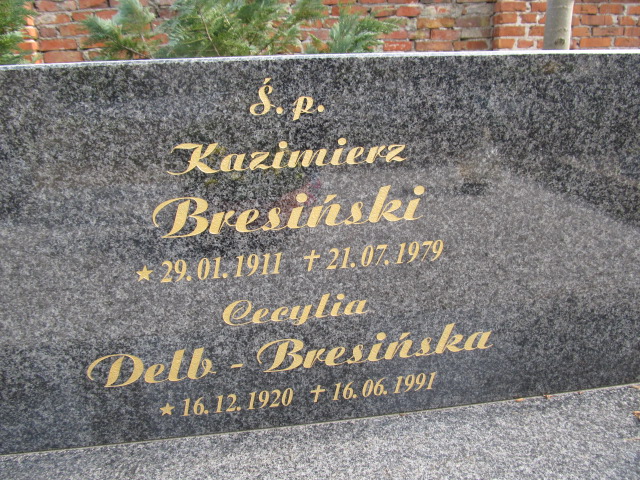 Ś. p.
Kazimierz
Bresiński
★ 29. 01. 1911 † 21. 07. 1979
Cecylia
Delb - Bresińska
★ 16. 12. 1920 † 16. 06. 1991